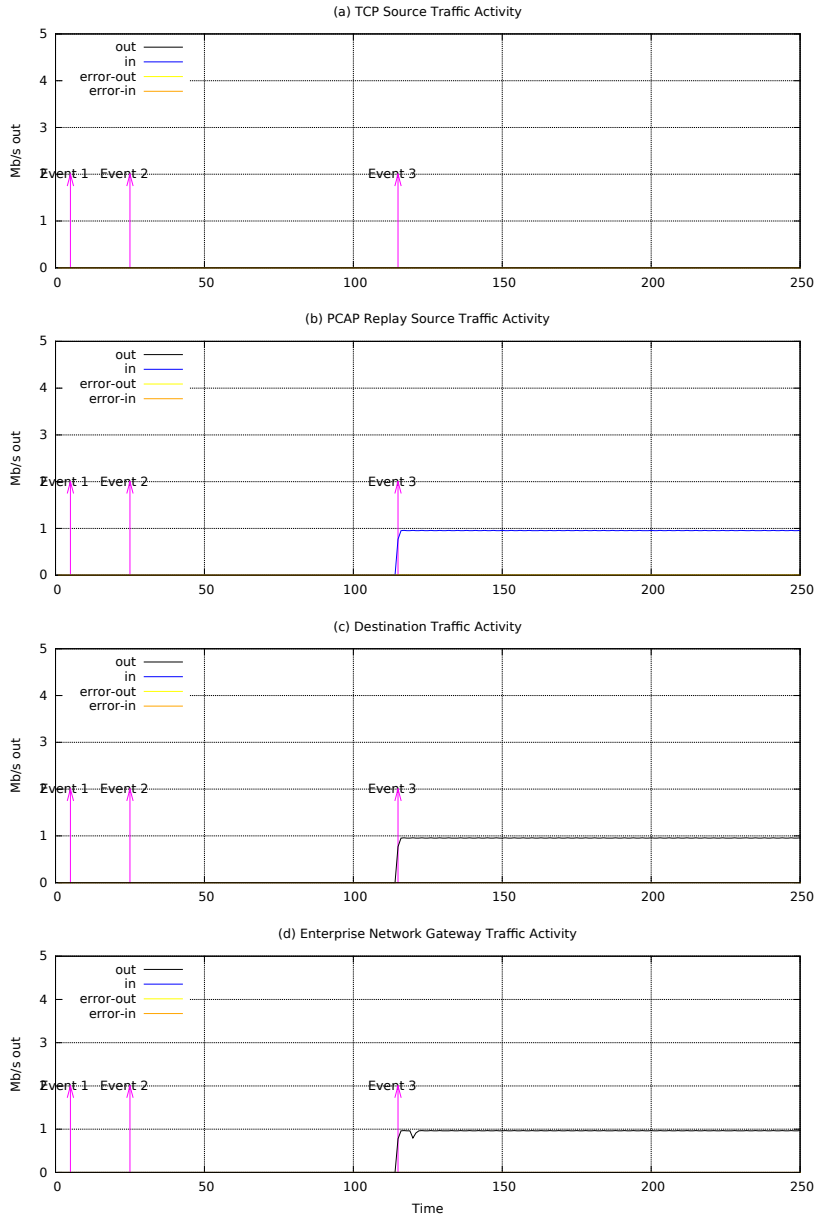 (a) TCP Source Traffic Activity
5
out
in
4
error-out
error-in
3
Mb/s out
2
Event 1
Event 2
Event 3
1
0
0
50
100
150
200
250
(b) PCAP Replay Source Traffic Activity
5
out
in
4
error-out
error-in
3
Mb/s out
2
Event 1
Event 2
Event 3
1
0
0
50
100
150
200
250
(c) Destination Traffic Activity
5
out
in
4
error-out
error-in
3
Mb/s out
2
Event 1
Event 2
Event 3
1
0
0
50
100
150
200
250
(d) Enterprise Network Gateway Traffic Activity
5
out
in
4
error-out
error-in
3
Mb/s out
2
Event 1
Event 2
Event 3
1
0
0
50
100
150
200
250
Time